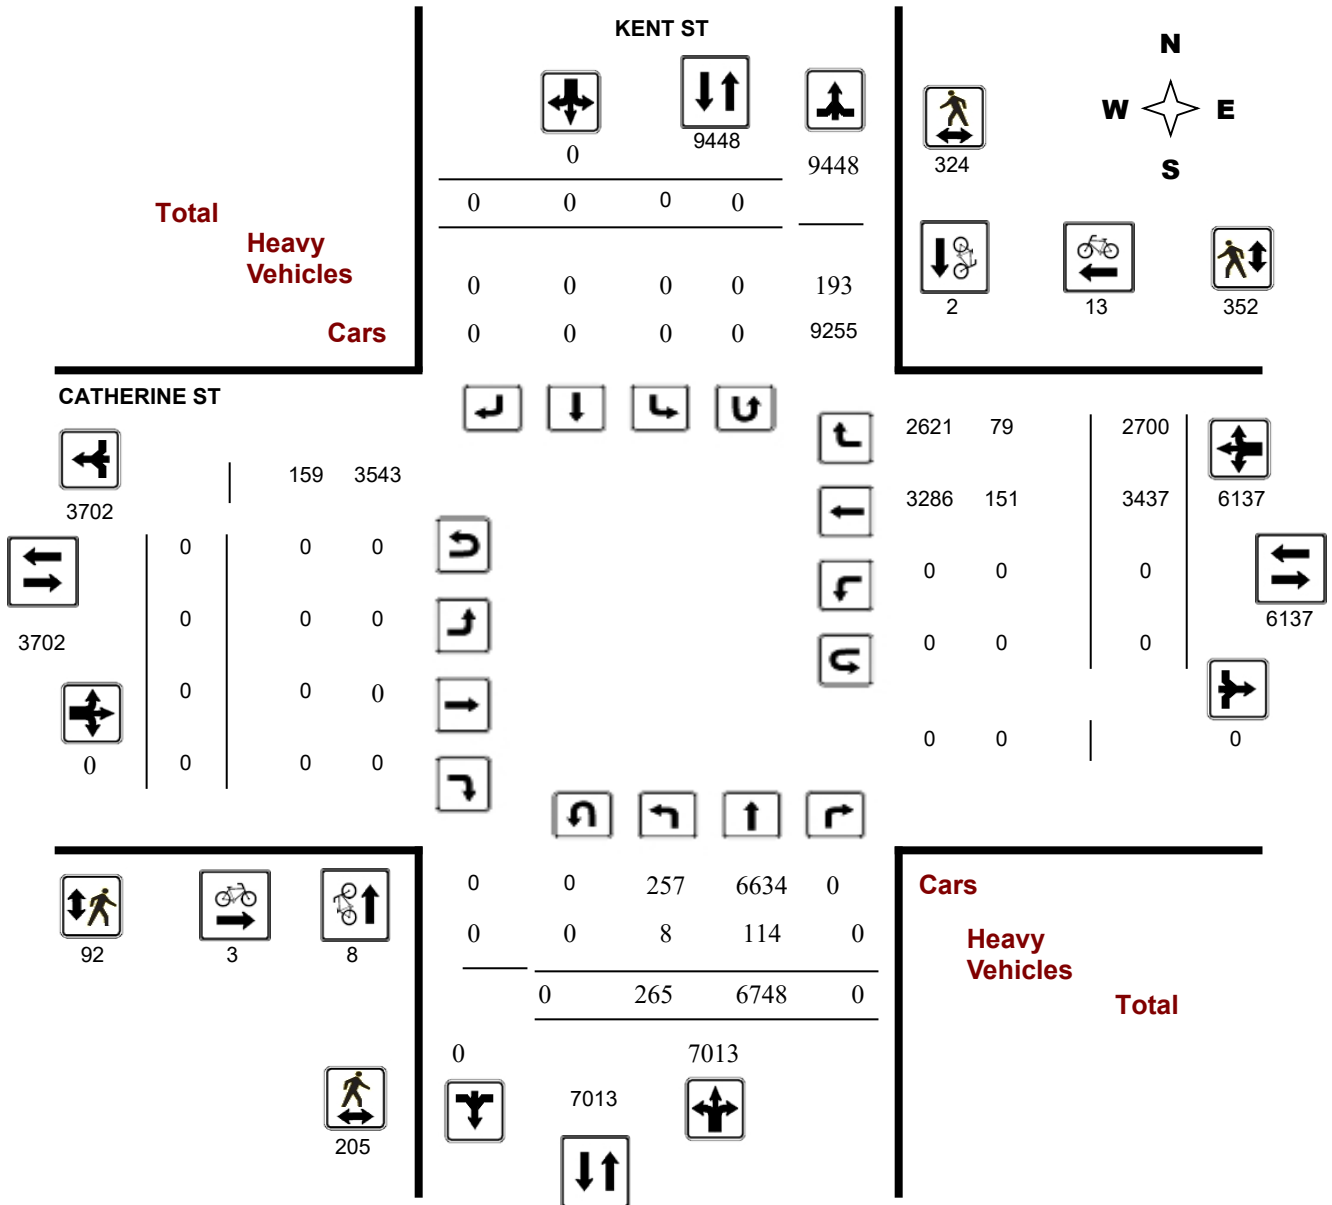 KENT ST
N
W E
S
9448
0
9448
324
0 0 0 0
Total
Heavy
Vehicles
0 0 0 0 193
2 13 352
Cars
0 0 0 0 9255
CATHERINE ST
2621 79 2700
159 3543
3702
3286 151 3437 6137
0 0 0
0 0 0
6137
0 0 0
3702
0 0 0
0 0 0
0 0 0
0
0 0 0
0 0 257 6634 0
Cars
0 0 8 114 0
Heavy
Vehicles
92 3 8
0 265 6748 0
Total
0 7013
7013
205